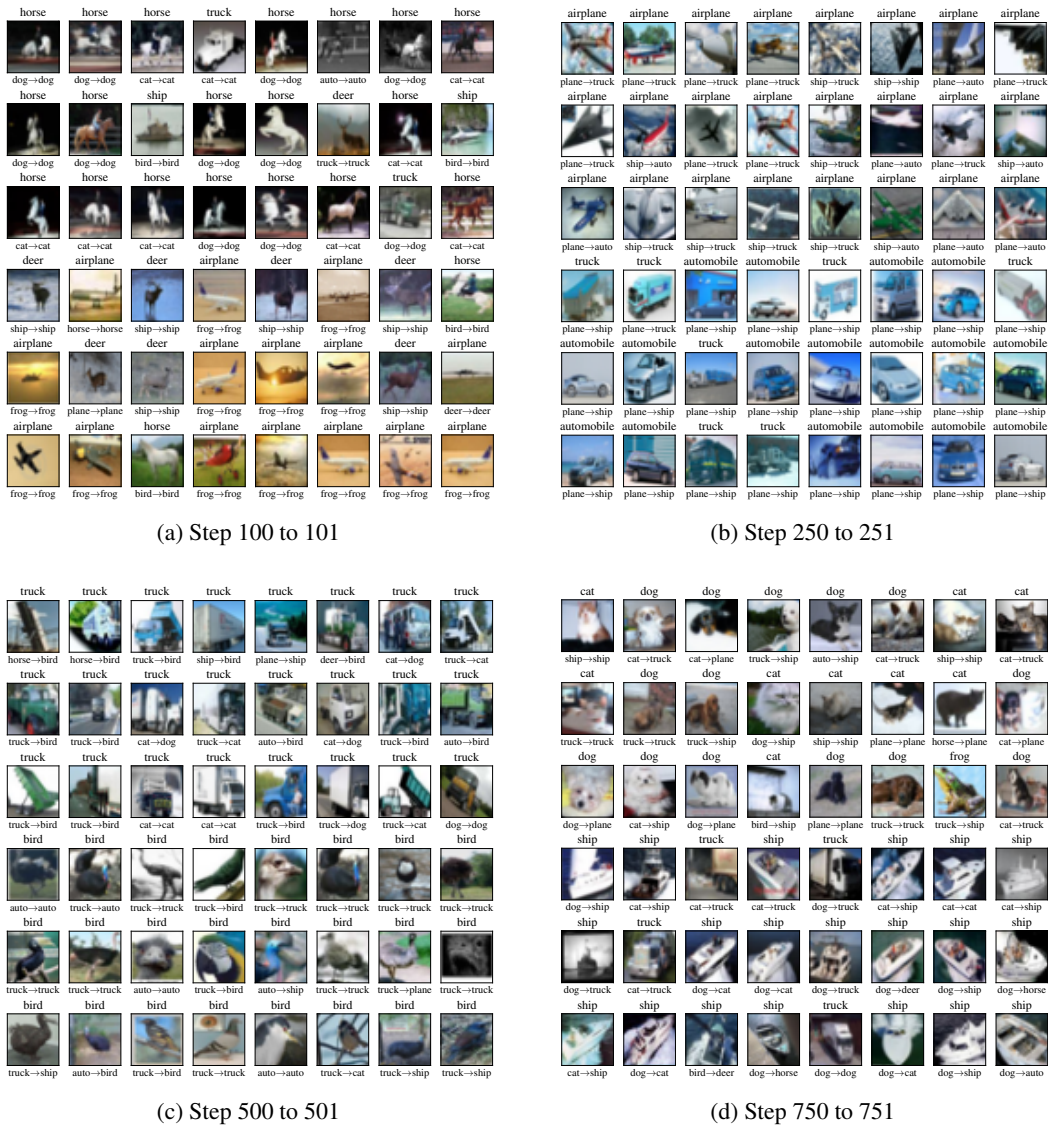 horse horse horse truck horse horse horse horse
dog→dog dog→dog cat→cat cat→cat dog→dog auto→auto dog→dog cat→cat
horse horse ship horse horse deer horse ship
dog→dog dog→dog bird→bird dog→dog dog→dog truck→truck cat→cat bird→bird
horse horse horse horse horse horse truck horse
cat→cat cat→cat cat→cat dog→dog dog→dog cat→cat dog→dog cat→cat
deer airplane deer airplane deer airplane deer horse
ship→ship horse→horse ship→ship frog→frog ship→ship frog→frog ship→ship bird→bird
airplane deer deer airplane airplane airplane deer airplane
frog→frog plane→plane ship→ship frog→frog frog→frog frog→frog ship→ship deer→deer
airplane airplane horse airplane airplane airplane airplane airplane
frog→frog frog→frog bird→bird frog→frog frog→frog frog→frog frog→frog frog→frog
(a) Step 100 to 101
airplane airplane airplane airplane airplane airplane airplane airplane
plane→truck plane→truck plane→truck plane→truck ship→truck ship→ship plane→auto plane→truck
airplane airplane airplane airplane airplane airplane airplane airplane
plane→truck ship→auto plane→truck plane→truck ship→truck plane→auto plane→truck ship→auto
airplane airplane airplane airplane airplane airplane airplane airplane
plane→auto ship→truck ship→truck ship→truck ship→truck ship→auto plane→truck plane→auto
truck truck automobile automobile truck automobile automobile truck
plane→ship plane→truck plane→ship plane→ship plane→ship plane→ship plane→ship plane→ship
automobile automobile truck automobile automobile automobile automobile automobile
plane→ship plane→ship plane→ship plane→ship plane→ship plane→ship plane→ship plane→ship
automobile automobile truck truck automobile automobile automobile automobile
plane→ship plane→ship plane→ship plane→ship plane→ship plane→ship plane→ship plane→ship
(b) Step 250 to 251
truck truck truck truck truck truck truck truck
horse→bird horse→bird truck→bird ship→bird plane→ship deer→bird cat→dog truck→cat
truck truck truck truck truck truck truck truck
truck→bird truck→bird cat→dog truck→cat auto→bird cat→dog truck→bird auto→bird
truck truck truck truck truck truck truck truck
truck→bird truck→bird cat→cat cat→cat truck→bird truck→dog truck→cat dog→dog
bird bird bird bird bird bird bird bird
auto→auto truck→auto truck→truck truck→bird truck→truck truck→auto truck→truck truck→truck
bird bird bird bird bird bird bird bird
truck→truck truck→truck auto→auto truck→bird auto→ship truck→truck truck→plane truck→truck
bird bird bird bird bird bird bird bird
truck→ship auto→bird truck→bird truck→truck auto→auto truck→cat truck→ship truck→ship
(c) Step 500 to 501
cat dog dog dog dog dog cat cat
ship→ship cat→truck cat→plane truck→ship auto→ship cat→truck ship→ship cat→truck
cat dog dog cat cat cat cat dog
truck→truck truck→truck truck→ship dog→ship ship→ship plane→plane horse→plane cat→plane
dog cat dog cat dog dog frog dog
dog→plane cat→ship dog→plane bird→ship plane→plane truck→truck truck→ship cat→truck
ship ship truck ship truck ship ship ship
dog→ship cat→ship cat→truck cat→truck dog→truck cat→ship cat→cat cat→ship
ship truck ship ship ship ship ship ship
dog→truck cat→truck dog→cat dog→cat dog→truck dog→deer dog→ship dog→horse
ship ship ship ship truck ship ship ship
cat→ship dog→cat bird→deer dog→horse dog→dog dog→cat dog→ship dog→auto
(d) Step 750 to 751